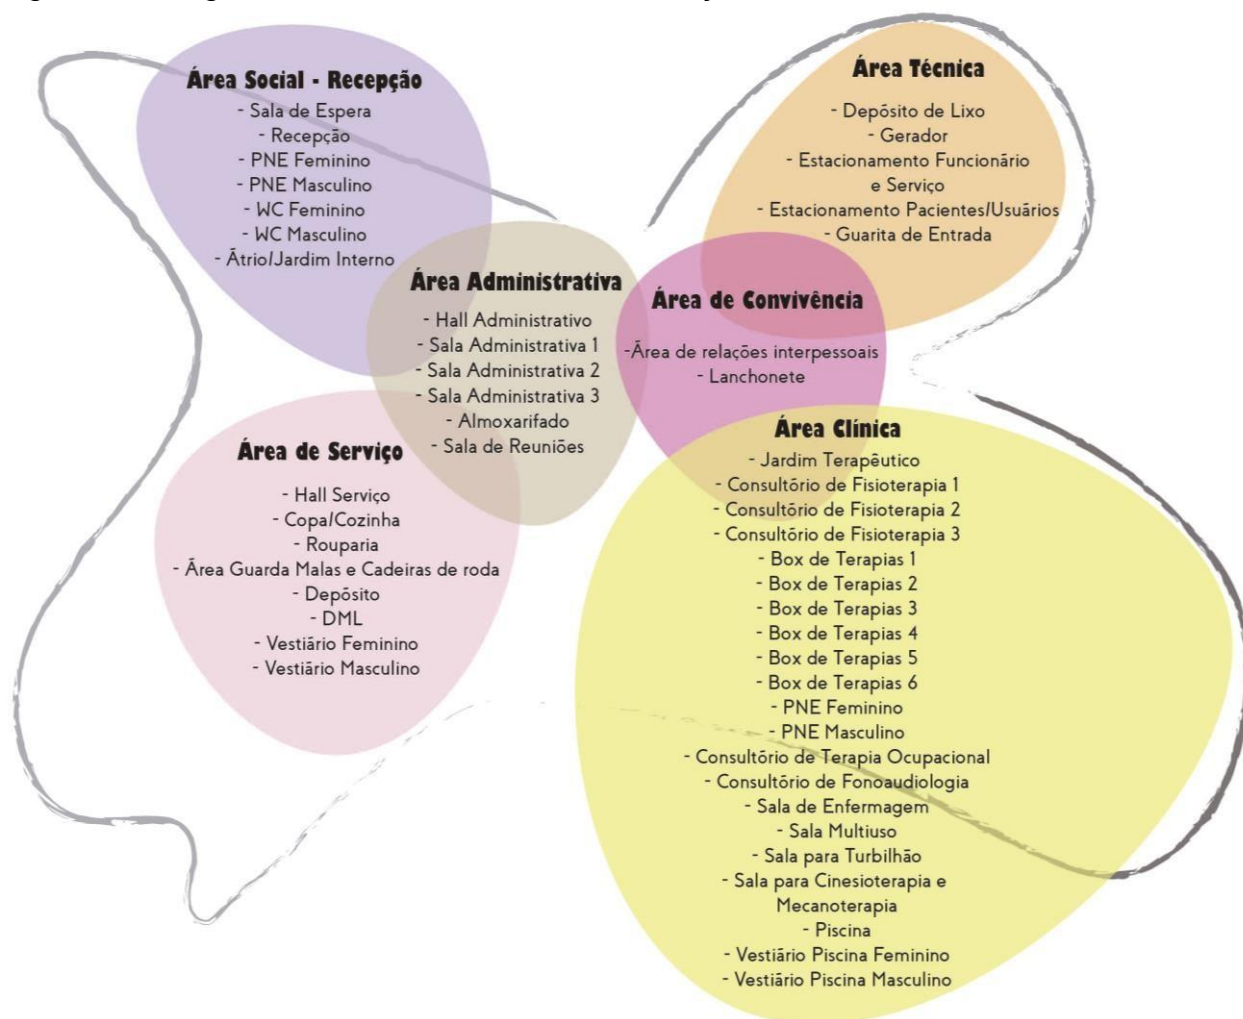 Área Social - Recepção
- Sala de Espera
- Recepção
- PNE Feminino
- PNE Masculino
- WC Feminino
- WC Masculino
- Átrio/Jardim Interno
Área Técnica
- Depósito de Lixo
- Gerador
- Estacionamento Funcionário
e Serviço
- Estacionamento Pacientes/Usuários
- Guarita de Entrada
Área Administrativa
- Hall Administrativo
- Sala Administrativa 1
- Sala Administrativa 2
- Sala Administrativa 3
- Almoxarifado
- Sala de Reuniões
Área de Convivência
-Área de relações interpessoais
- Lanchonete
Área de Serviço
- Hall Serviço
- Copa/Cozinha
- Rouparia
- Área Guarda Malas e Cadeiras de roda
- Depósito
- DML
- Vestiário Feminino
- Vestiário Masculino
Área Clínica
- Jardim Terapêutico
- Consultório de Fisioterapia 1
- Consultório de Fisioterapia 2
- Consultório de Fisioterapia 3
- Box de Terapias 1
- Box de Terapias 2
- Box de Terapias 3
- Box de Terapias 4
- Box de Terapias 5
- Box de Terapias 6
- PNE Feminino
- PNE Masculino
- Consultório de Terapia Ocupacional
- Consultório de Fonoaudiologia
- Sala de Enfermagem
- Sala Multiuso
- Sala para Turbilhão
- Sala para Cinesioterapia e
Mecanoterapia
- Piscina
- Vestiário Piscina Feminino
- Vestiário Piscina Masculino